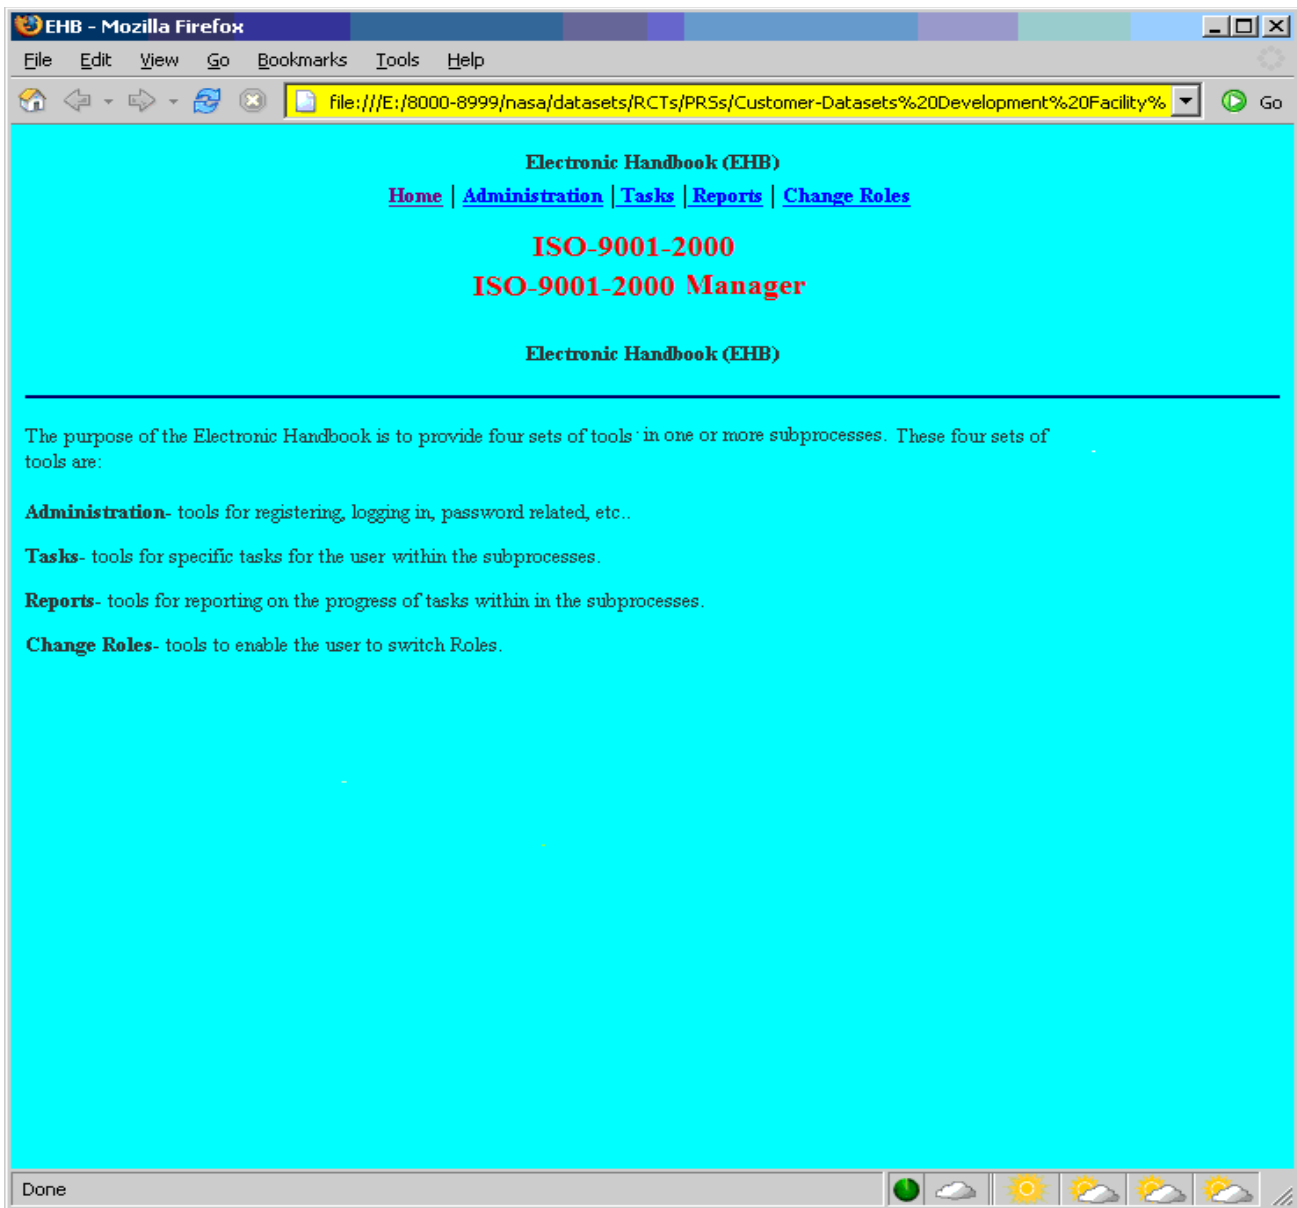 EHB - Mozilla Firefox
File Edit View Go Bookmarks Tools Help
file:///E:/8000-8999/nasa/datasets/RCTs/PRSs/Customer-Datasets%20Development%20Facility% Go
Electronic Handbook (EHB)
Home | Administration | Tasks | Reports | Change Roles
ISO-9001-2000
ISO-9001-2000 Manager
Electronic Handbook (EHB)
The purpose of the Electronic Handbook is to provide four sets of tools in one or more subprocesses. These four sets of
tools are:
Administration- tools for registering, logging in, password related, etc..
Tasks- tools for specific tasks for the user within the subprocesses.
Reports- tools for reporting on the progress of tasks within in the subprocesses.
Change Roles- tools to enable the user to switch Roles.
Done